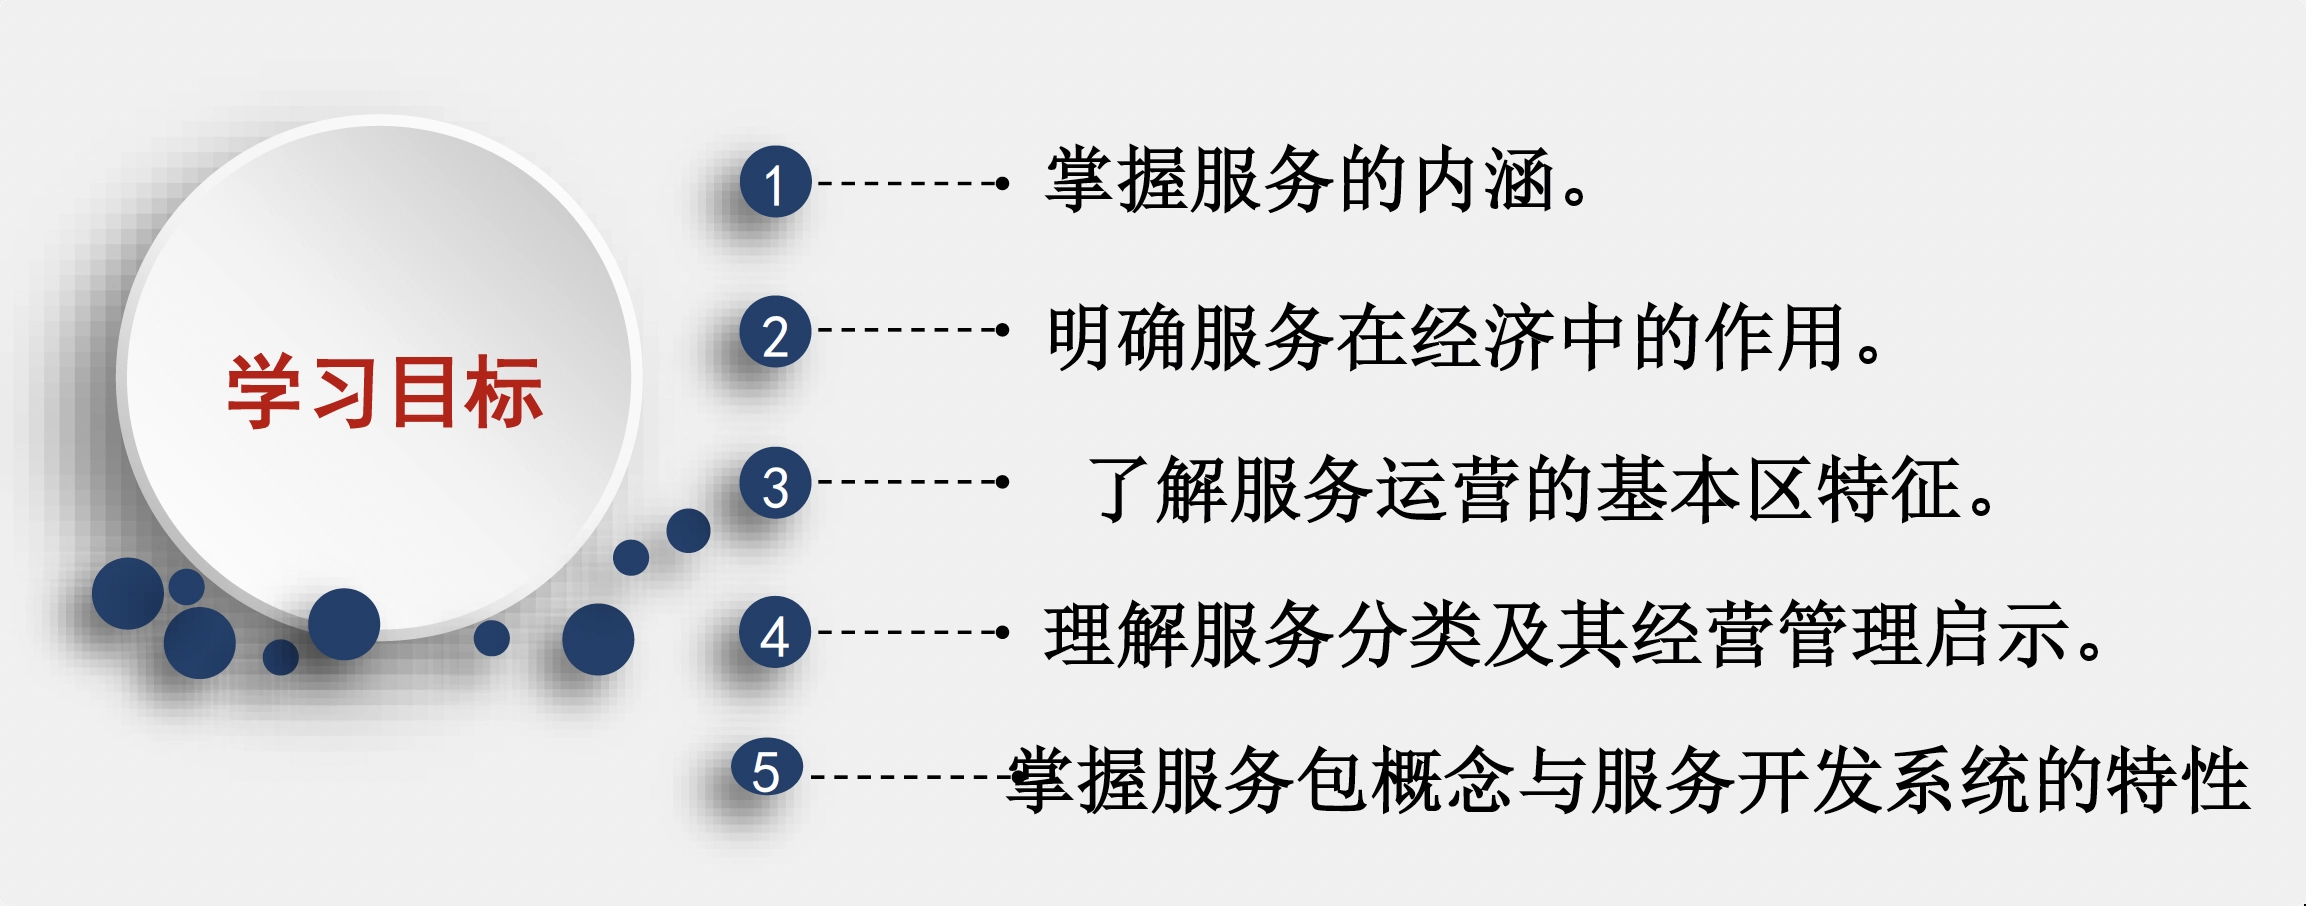 学习目标
1 掌握服务的内涵。
2 明确服务在经济中的作用。
3 了解服务运营的基本区特征。
4 理解服务分类及其经营管理启示。
5 掌握服务包概念与服务开发系统的特性